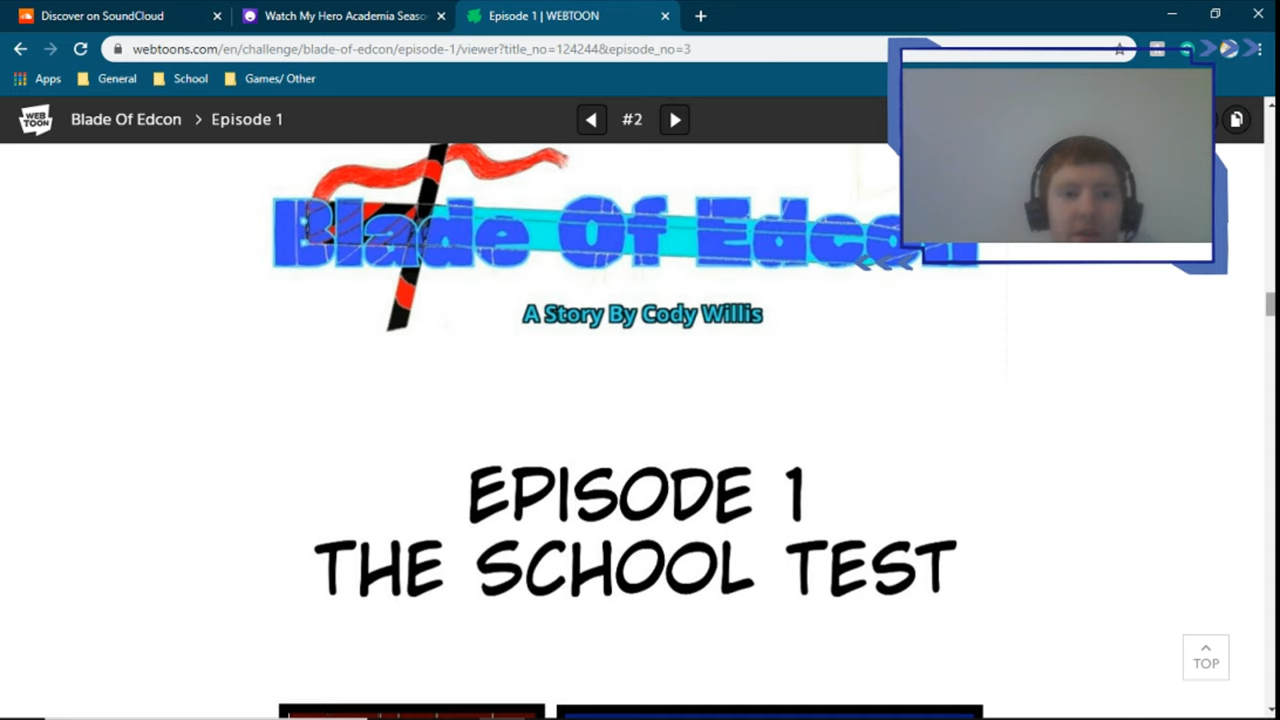 Discover on SoundCloud
Watch My Hero Academia Seaso
Episode 1 | WEBTOON
webtoons.com/en/challenge/blade-of-edcon/episode-1/viewer?title_no=124244&episode_no=3
Apps
General
School
Games/ Other
WEB TOON
Blade Of Edcon > Episode 1
#2
Blade Of Edcon
A Story By Cody Willis
EPISODE 1
THE SCHOOL TEST
TOP